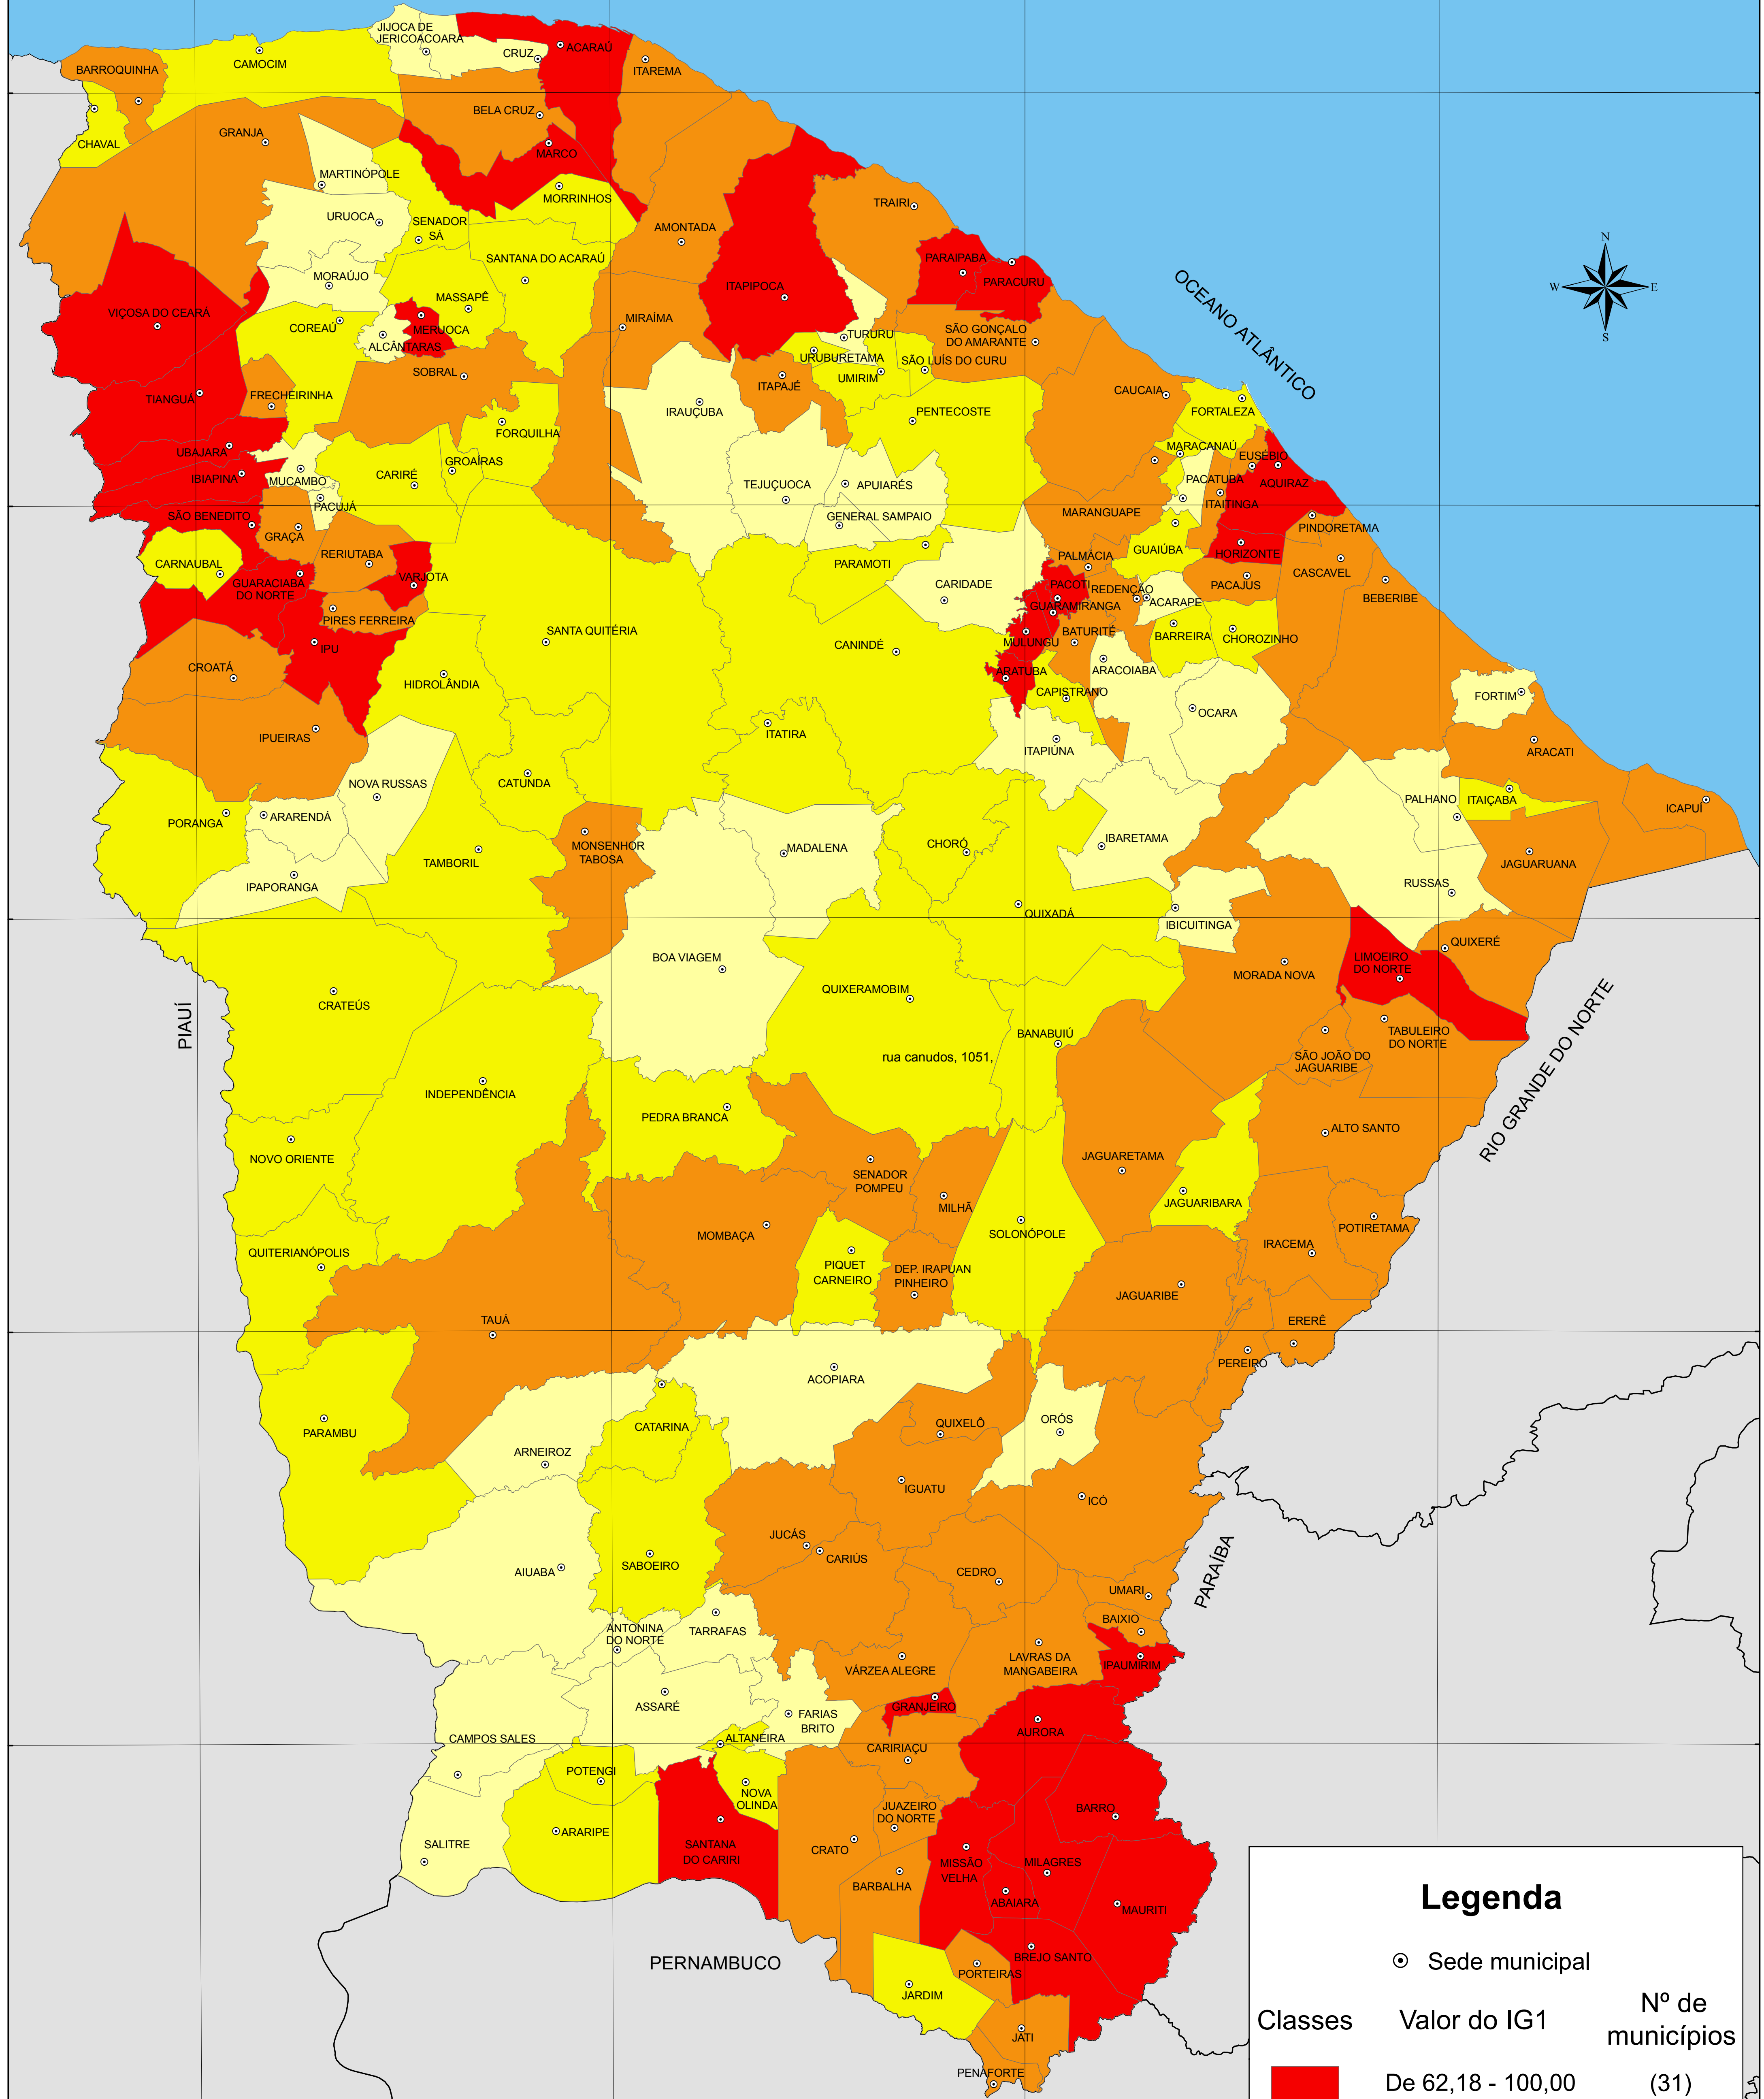 JIJOCA DE
JERICOACOARA
CRUZ
ACARAÚ
ITAREMA
CAMOCIM
BARROQUINHA
BELA CRUZ
CHAVAL
GRANJA
MARCO
MARTINÓPOLE
MORRINHOS
URUOCA
SENADOR
SÁ
TRAIRI
AMONTADA
N
W
E
S
SANTANA DO ACARAÚ
PARAIPABA
PARACURU
MORAÚJO
ITAPIPOCA
MASSAPÊ
OCEANO ATLÂNTICO
VIÇOSA DO CEARÁ
COREAÚ
MERUOCA
MIRAÍMA
ALCÂNTARAS
TURURU
SÃO GONÇALO
DO AMARANTE
URUBURETAMA
SÃO LUÍS DO CURU
SOBRAL
UMIRIM
ITAPAJÉ
TIANGUÁ
FRECHEIRINHA
IRAUÇUBA
CAUCAIA
FORTALEZA
PENTECOSTE
FORQUILHA
UBAJARA
MARACANAÚ
EUSÉBIO
GROAÍRAS
CARIRÉ
IBIAPINA
MUCAMBO
PACATUBA
AQUIRAZ
TEJUÇUOCA
APUIARÉS
PACUJÁ
ITAITINGA
SÃO BENEDITO
GENERAL SAMPAIO
MARANGUAPE
PINDORETAMA
GRAÇA
RERIUTABA
GUAIÚBA
HORIZONTE
CARNAUBAL
PARAMOTI
PALMÁCIA
CASCAVEL
GUARACIABA
DO NORTE
VARJOTA
CARIDADE
PACOTI
REDENÇÃO
PACAJUS
BEBERIBE
GUARAMIRANGA
ACARAPE
PIRES FERREIRA
SANTA QUITÉRIA
BATURITÉ
MULUNGU
BARREIRA
CHOROZINHO
IPU
CANINDÉ
CROATÁ
ARATUBA
ARACOIABA
HIDROLÂNDIA
CAPISTRANO
FORTIM
OCARA
IPUEIRAS
ITATIRA
ITAPIÚNA
ARACATI
NOVA RUSSAS
CATUNDA
PALHANO
ITAIÇABA
ICAPUÍ
PORANGA
ARARENDÁ
MONSENHOR
TABOSA
MADALENA
CHORÓ
IBARETAMA
TAMBORIL
JAGUARUANA
IPAPORANGA
RUSSAS
QUIXADÁ
IBICUITINGA
QUIXERÉ
BOA VIAGEM
LIMOEIRO
DO NORTE
MORADA NOVA
CRATEÚS
QUIXERAMOBIM
PIAUÍ
BANABUIÚ
TABULEIRO
DO NORTE
rua canudos, 1051,
SÃO JOÃO DO
JAGUARIBE
RIO GRANDE DO NORTE
INDEPENDÊNCIA
PEDRA BRANCA
ALTO SANTO
NOVO ORIENTE
JAGUARETAMA
SENADOR
POMPEU
JAGUARIBARA
MILHÃ
POTIRETAMA
MOMBAÇA
SOLONÓPOLE
IRACEMA
QUITERIANÓPOLIS
PIQUET
CARNEIRO
DEP. IRAPUAN
PINHEIRO
JAGUARIBE
TAUÁ
ERERÊ
PEREIRO
ACOPIARA
QUIXELÔ
ORÓS
CATARINA
PARAMBU
ARNEIROZ
IGUATU
ICÓ
JUCÁS
CARIÚS
SABOEIRO
AIUABA
CEDRO
PARAÍBA
UMARI
BAIXIO
ANTONINA
DO NORTE
TARRAFAS
LAVRAS DA
MANGABEIRA
IPAUMIRIM
VÁRZEA ALEGRE
ASSARÉ
GRANJEIRO
FARIAS
BRITO
AURORA
CAMPOS SALES
ALTANEIRA
CARIRIAÇU
POTENGI
NOVA
OLINDA
JUAZEIRO
DO NORTE
BARRO
ARARIPE
SALITRE
SANTANA
DO CARIRI
CRATO
MISSÃO
VELHA
MILAGRES
BARBALHA
ABAIARA
MAURITI
PERNAMBUCO
BREJO SANTO
PORTEIRAS
JARDIM
JATI
PENAFORTE
Legenda
Sede municipal
Classes Valor do IG1 Nº de
municípios
De 62,18 - 100,00 (31)